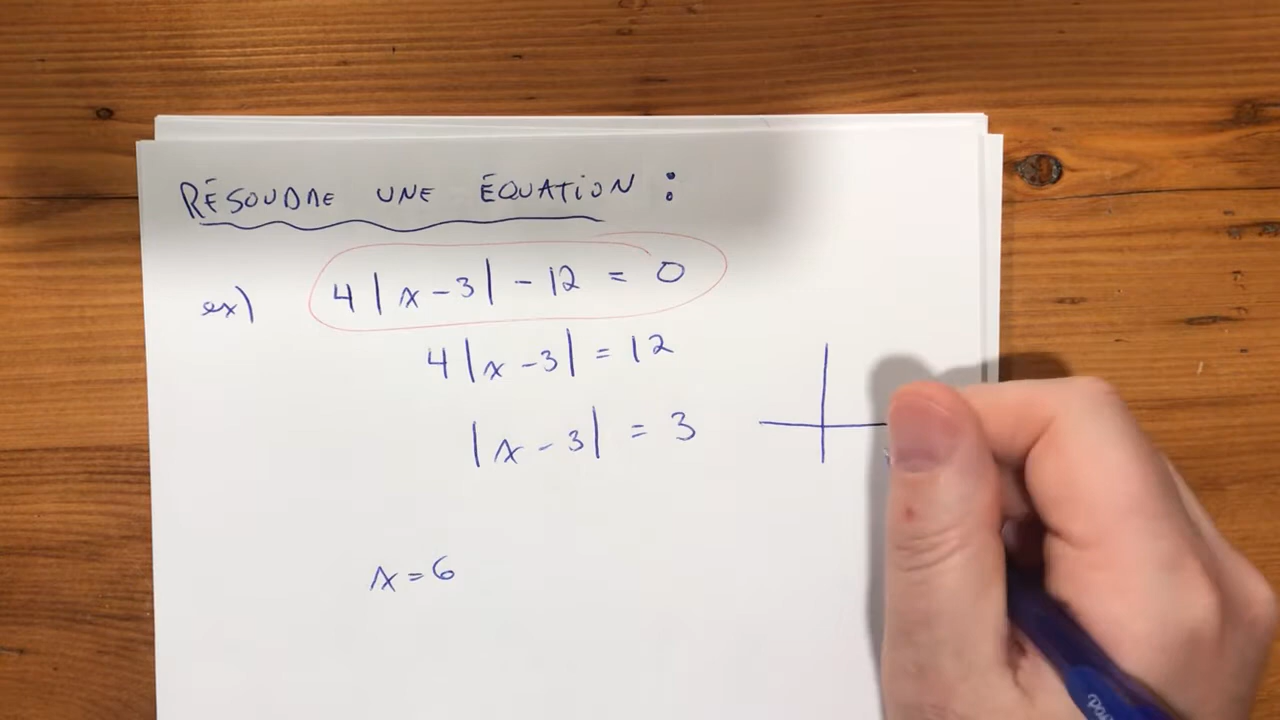 RÉSOUDRE UNE ÉQUATION :
ex) 4|x-3| - 12 = 0
4|x-3| = 12
|x-3| = 3
x = 6